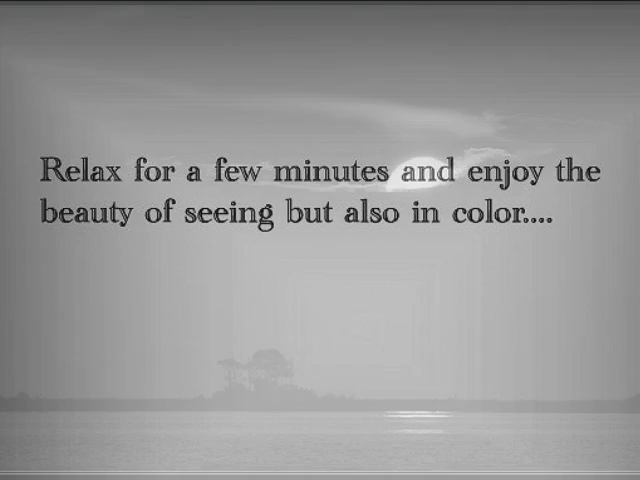 Relax for a few minutes and enjoy the
beauty of seeing but also in color....